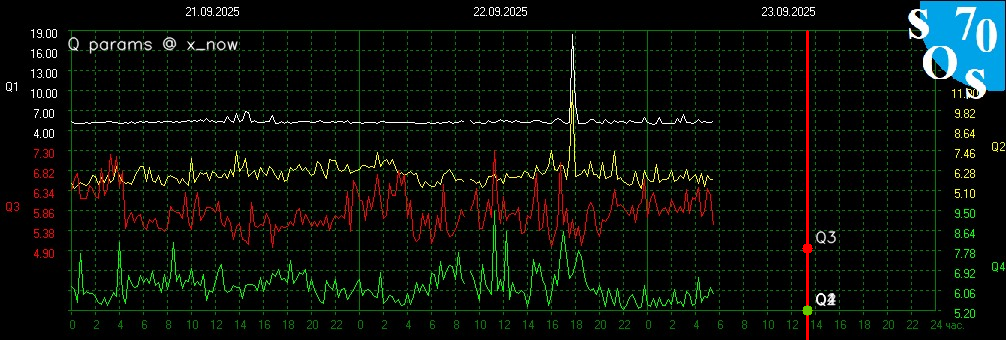 21.09.2025 22.09.2025 23.09.2025
Q params @ x_now
SOS 70
Q1
19.00
16.00
13.00
10.00
7.00
4.00
Q3
7.30
6.82
6.34
5.86
5.38
4.90
9.82
8.64
7.46
6.28
5.10
Q2
9.50
8.64
7.78
6.92
6.06
5.20
Q4
Q3
0 2 4 6 8 10 12 14 16 18 20 22 0 2 4 6 8 10 12 14 16 18 20 22 0 2 4 6 8 10 12 14 16 18 20 22 24 час.